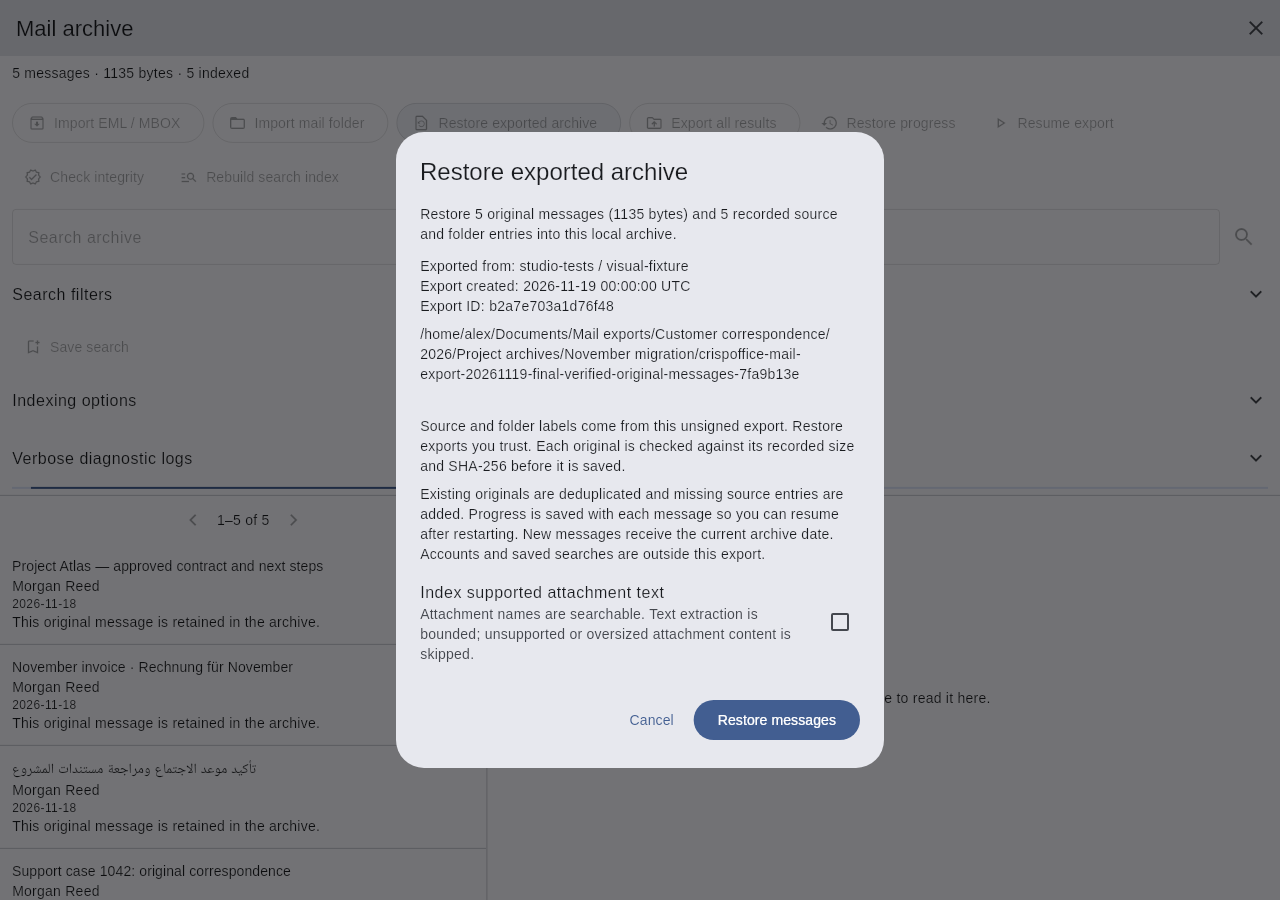 Mail archive
5 messages · 1135 bytes · 5 indexed
Import EML / MBOX
Import mail folder
Restore exported archive
Export all results
Restore progress
Resume export
Check integrity
Rebuild search index
Search archive
Search filters
Save search
Indexing options
Verbose diagnostic logs
1–5 of 5
Project Atlas — approved contract and next steps
Morgan Reed
2026-11-18
This original message is retained in the archive.
November invoice · Rechnung für November
Morgan Reed
2026-11-18
This original message is retained in the archive.
تأكيد موعد الاجتماع ومراجعة مستندات المشروع
Morgan Reed
2026-11-18
This original message is retained in the archive.
Support case 1042: original correspondence
Morgan Reed
e to read it here.
Restore exported archive
Restore 5 original messages (1135 bytes) and 5 recorded source
and folder entries into this local archive.
Exported from: studio-tests / visual-fixture
Export created: 2026-11-19 00:00:00 UTC
Export ID: b2a7e703a1d76f48
/home/alex/Documents/Mail exports/Customer correspondence/
2026/Project archives/November migration/crispoffice-mail-
export-20261119-final-verified-original-messages-7fa9b13e
Source and folder labels come from this unsigned export. Restore
exports you trust. Each original is checked against its recorded size
and SHA-256 before it is saved.
Existing originals are deduplicated and missing source entries are
added. Progress is saved with each message so you can resume
after restarting. New messages receive the current archive date.
Accounts and saved searches are outside this export.
Index supported attachment text
Attachment names are searchable. Text extraction is
bounded; unsupported or oversized attachment content is
skipped.
Cancel
Restore messages